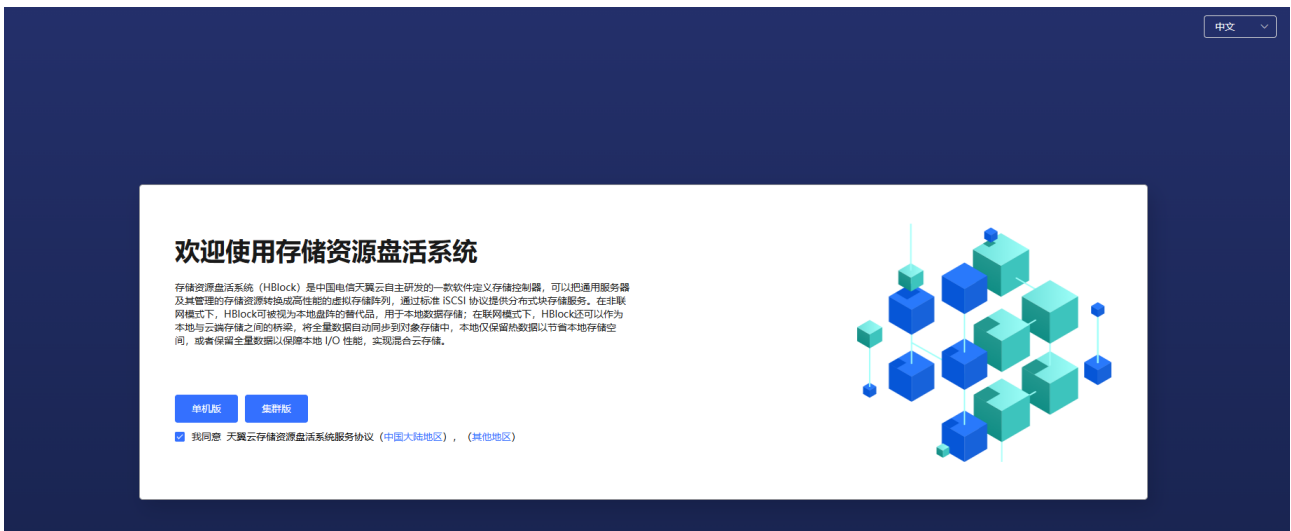 中文
欢迎使用存储资源盘活系统
存储资源盘活系统（HBlock）是中国电信天翼云自主研发的一款软件定义存储控制器，可以把通用服务器
及其管理的存储资源转换成高性能的虚拟存储阵列，通过标准 iSCSI 协议提供分布式块存储服务。在非联
网模式下，HBlock可被视为本地盘阵的替代品，用于本地数据存储；在联网模式下，HBlock还可以作为
本地与云端存储之间的桥梁，将全量数据自动同步到对象存储中，本地仅保留热数据以节省本地存储空
间，或者保留全量数据以保障本地 I/O 性能，实现混合云存储。
单机版 集群版
我同意 天翼云存储资源盘活系统服务协议（中国大陆地区），（其他地区）